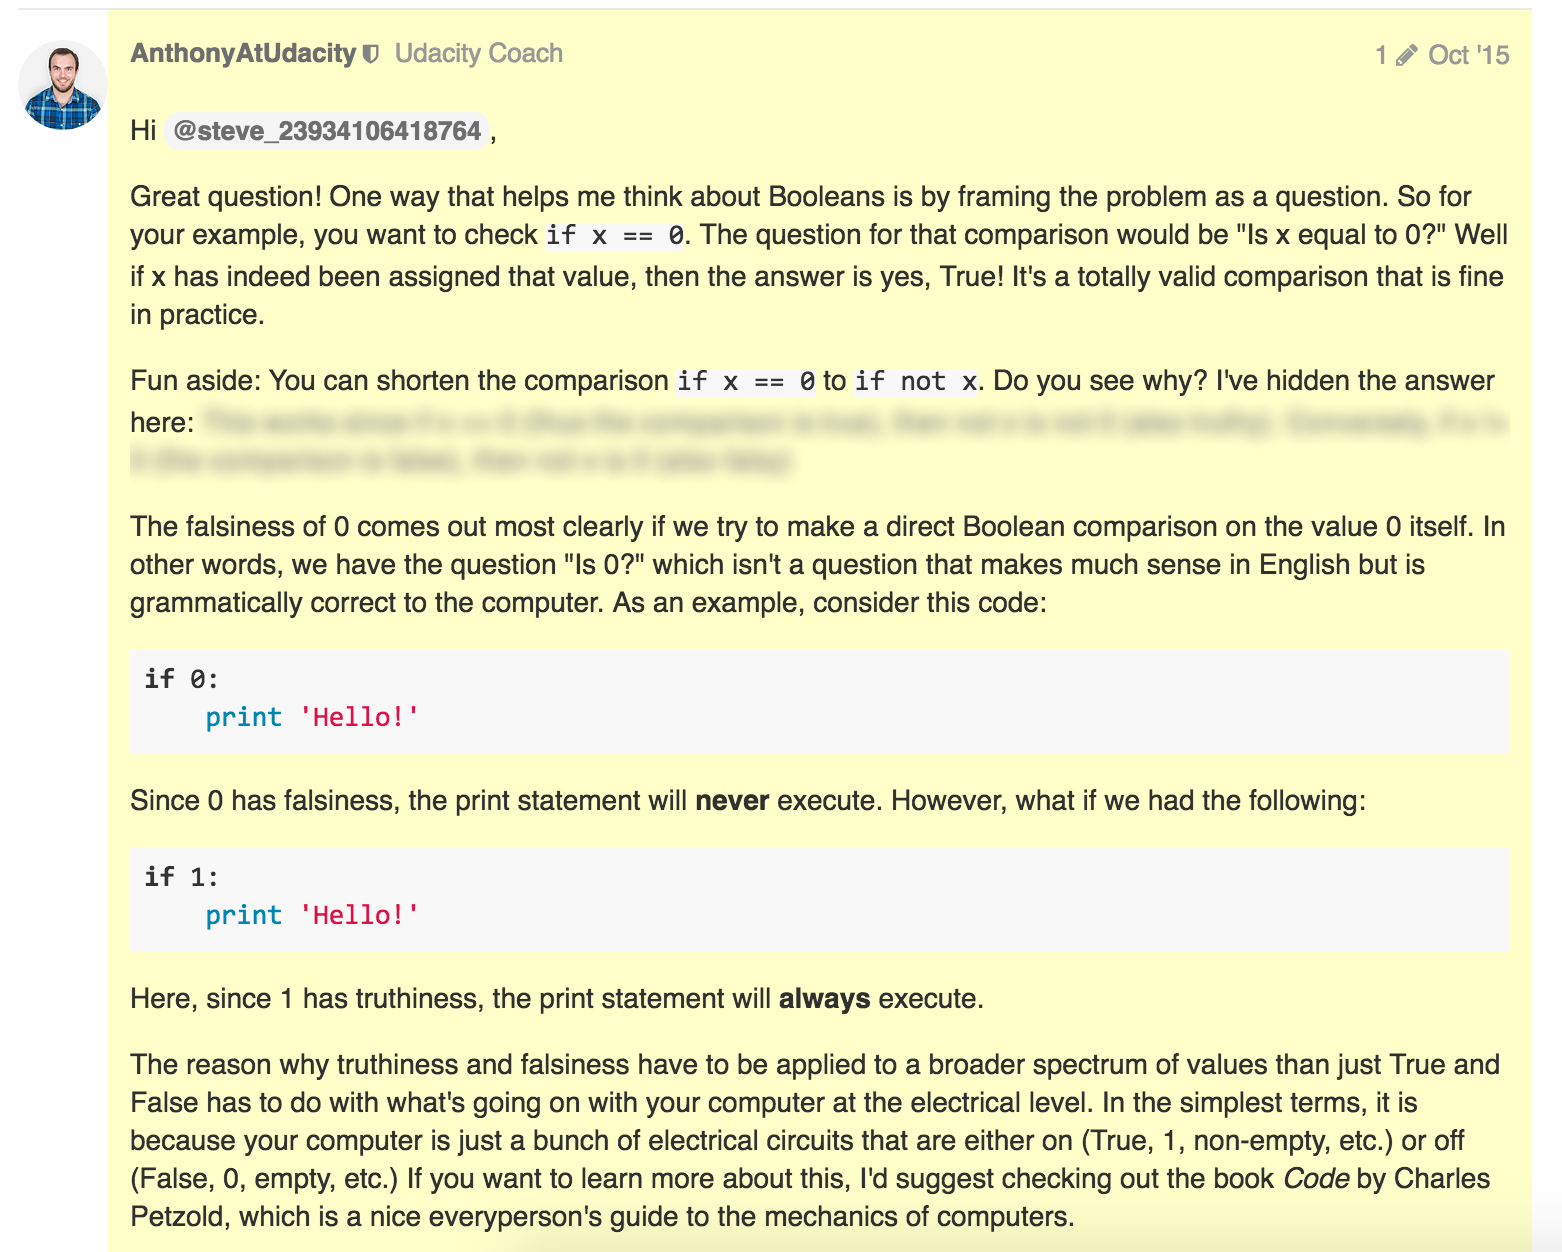 AnthonyAtUdacity Udacity Coach 1 Oct '15
Hi @steve_23934106418764 ,
Great question! One way that helps me think about Booleans is by framing the problem as a question. So for
your example, you want to check if x == 0. The question for that comparison would be "Is x equal to 0?" Well
if x has indeed been assigned that value, then the answer is yes, True! It's a totally valid comparison that is fine
in practice.
Fun aside: You can shorten the comparison if x == 0 to if not x. Do you see why? I've hidden the answer
here:
The falsiness of 0 comes out most clearly if we try to make a direct Boolean comparison on the value 0 itself. In
other words, we have the question "Is 0?" which isn't a question that makes much sense in English but is
grammatically correct to the computer. As an example, consider this code:
if 0:
    print 'Hello!'
Since 0 has falsiness, the print statement will never execute. However, what if we had the following:
if 1:
    print 'Hello!'
Here, since 1 has truthiness, the print statement will always execute.
The reason why truthiness and falsiness have to be applied to a broader spectrum of values than just True and
False has to do with what's going on with your computer at the electrical level. In the simplest terms, it is
because your computer is just a bunch of electrical circuits that are either on (True, 1, non-empty, etc.) or off
(False, 0, empty, etc.) If you want to learn more about this, I'd suggest checking out the book Code by Charles
Petzold, which is a nice everyperson's guide to the mechanics of computers.